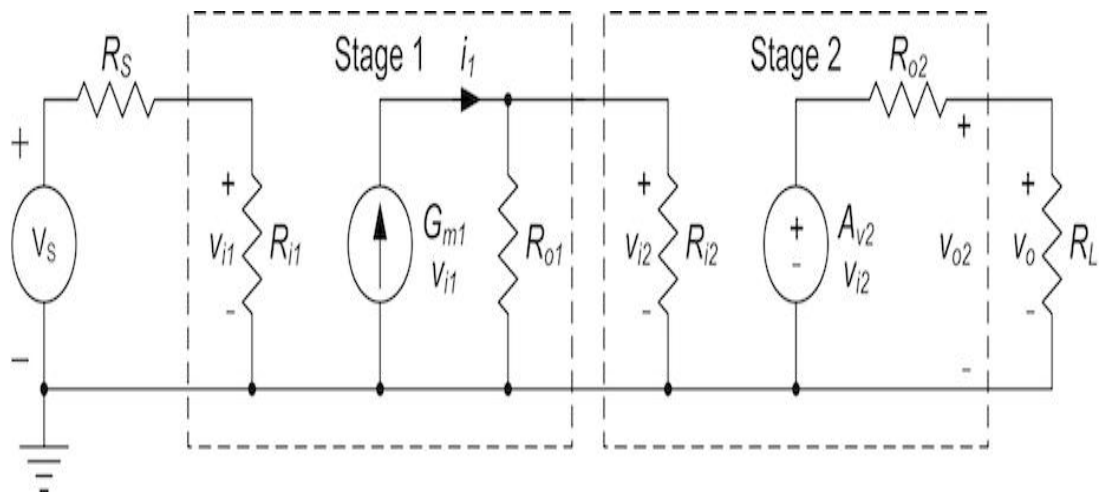 Stage 1
Stage 2
R_S
i_1
R_o2
+
V_S
−
+
v_i1
-
R_i1
G_m1
v_i1
R_o1
+
v_i2
-
R_i2
+
-
A_v2
v_i2
+
v_o2
-
+
v_o
-
R_L